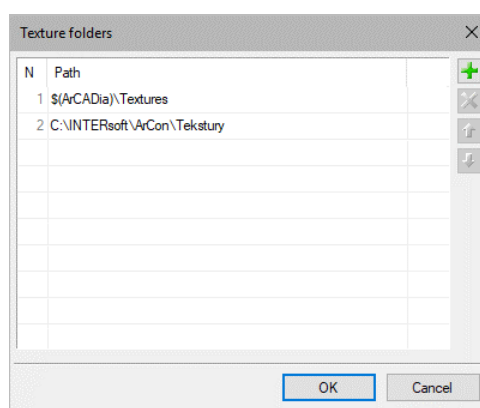 Texture folders
N Path
1 $(ArCADia)\Textures
2 C:\INTERsoft\ArCon\Tekstury
OK Cancel